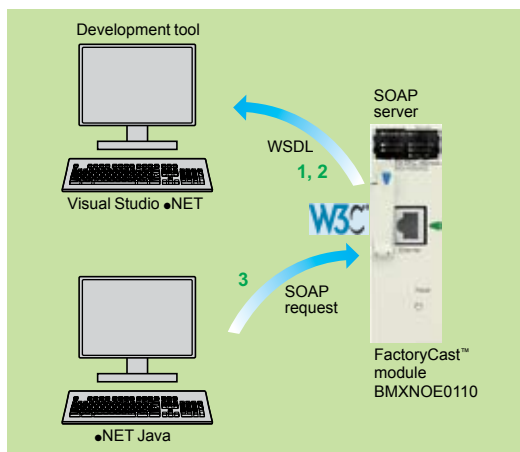 Development tool
SOAP
server
WSDL
1, 2
Visual Studio •NET
W3C
3
SOAP
request
FactoryCast™
module
BMXNOE0110
•NET Java